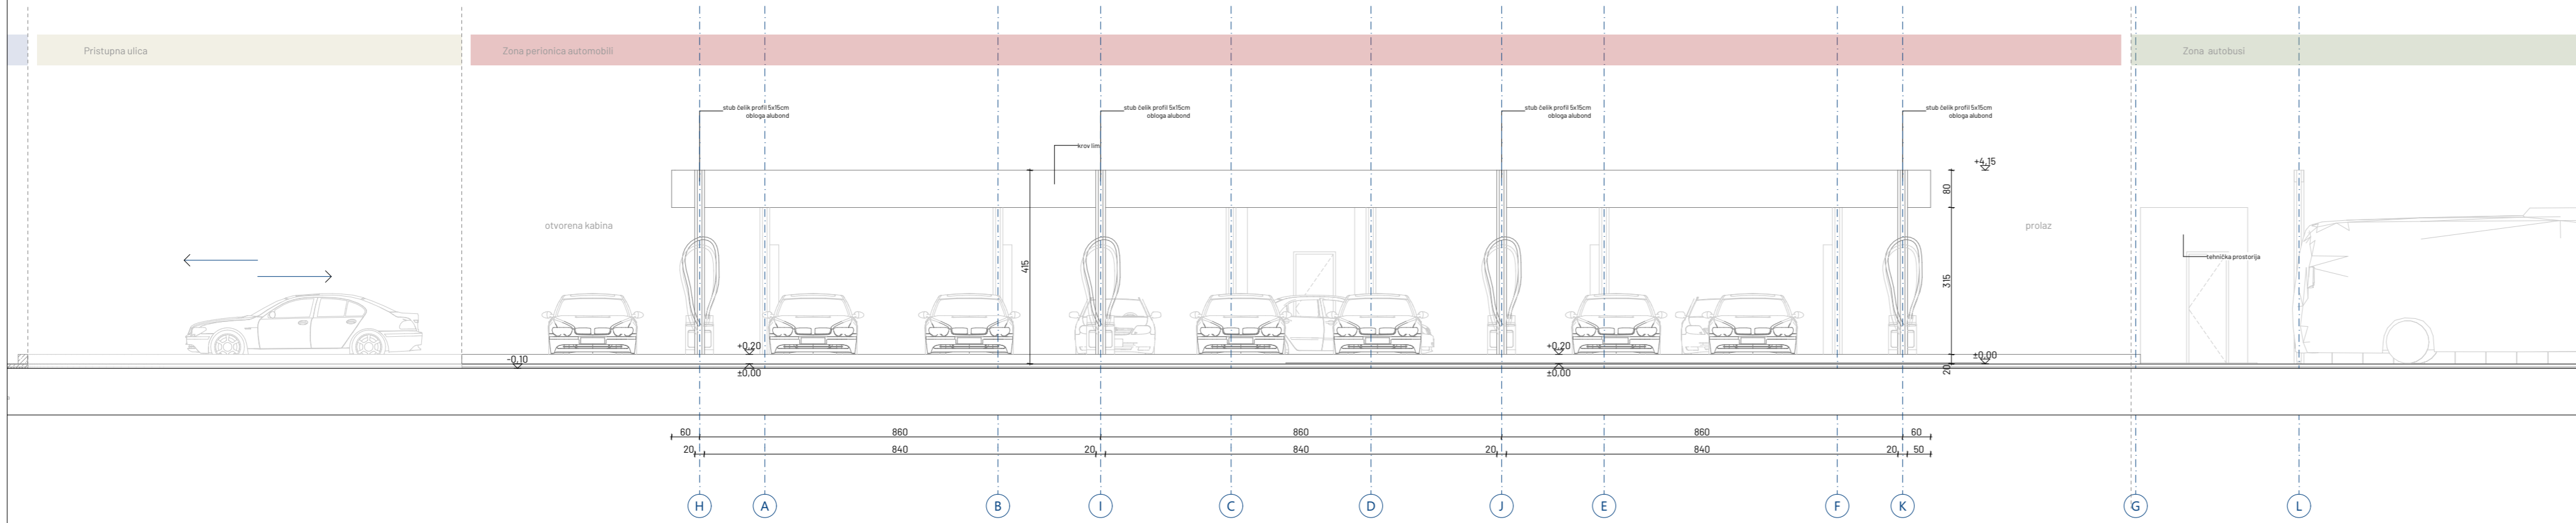 Pristupna ulica
Zona perionica automobili
Zona autobusi
stub čelik profil 5x15cm
obloga alubond
stub čelik profil 5x15cm
obloga alubond
stub čelik profil 5x15cm
obloga alubond
stub čelik profil 5x15cm
obloga alubond
krov lim
+4,15
80
otvorena kabina
prolaz
tehnička prostorija
415
315
+0,20
+0,20
±0,00
-0,10
±0,00
±0,00
20
60
860
860
860
60
20
840
20
840
20
840
20
50
H
A
B
I
C
D
J
E
F
K
G
L